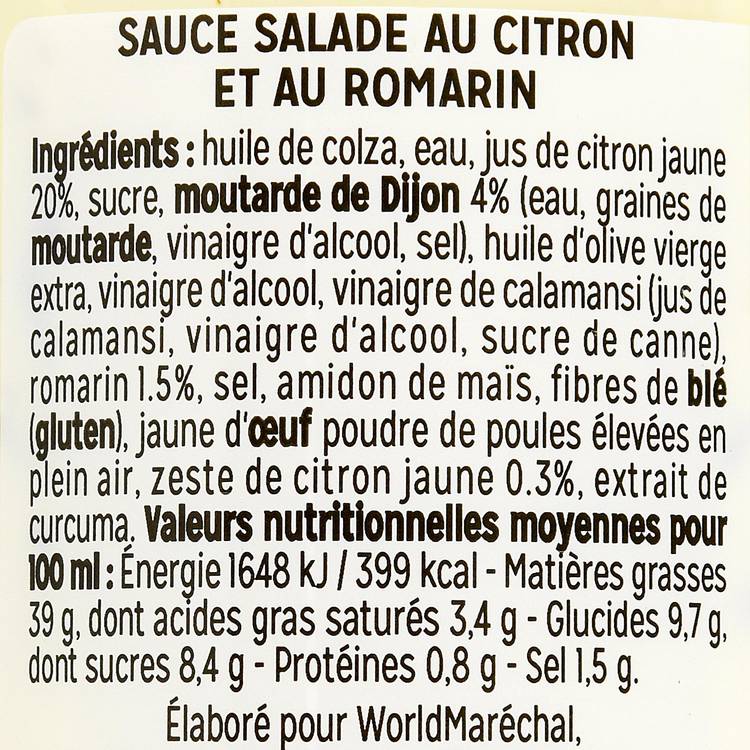 SAUCE SALADE AU CITRON
ET AU ROMARIN
Ingrédients : huile de colza, eau, jus de citron jaune
20%, sucre, moutarde de Dijon 4% (eau, graines de
moutarde, vinaigre d'alcool, sel), huile d'olive vierge
extra, vinaigre d'alcool, vinaigre de calamansi (jus de
calamansi, vinaigre d'alcool, sucre de canne),
romarin 1.5%, sel, amidon de maïs, fibres de blé
(gluten), jaune d'œuf poudre de poules élevées en
plein air, zeste de citron jaune 0.3%, extrait de
curcuma. Valeurs nutritionnelles moyennes pour
100 ml : Énergie 1648 kJ / 399 kcal - Matières grasses
39 g, dont acides gras saturés 3,4 g - Glucides 9,7 g,
dont sucres 8,4 g - Protéines 0,8 g - Sel 1,5 g.
Élaboré pour WorldMaréchal,